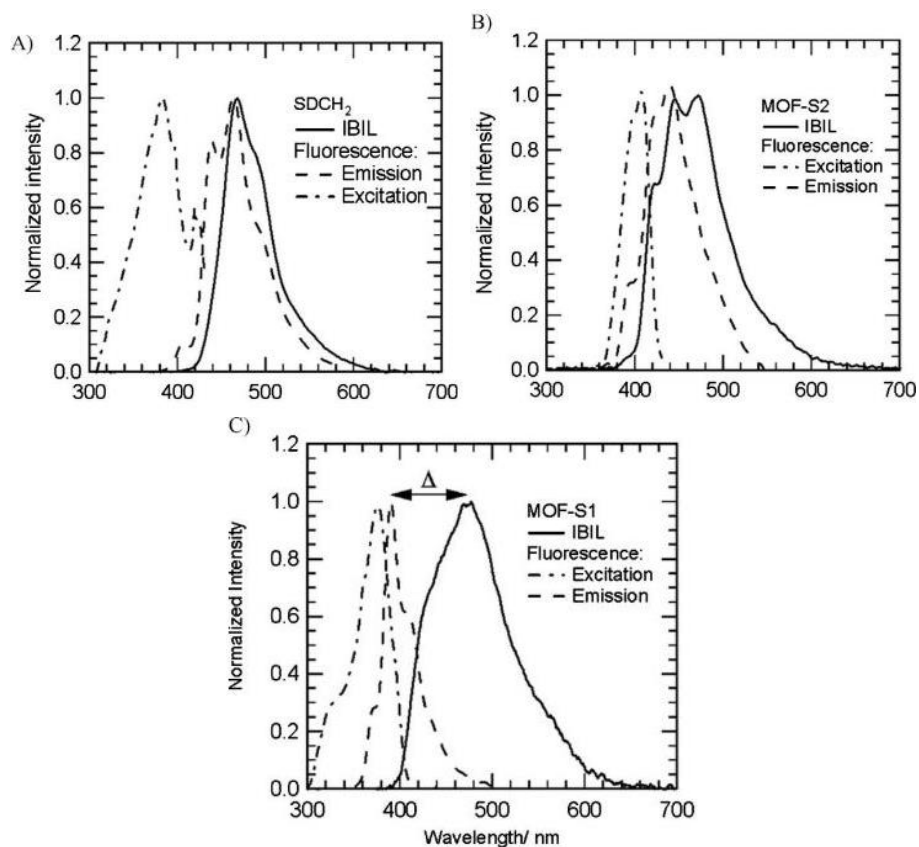 A)
Normalized intensity
1.2
1.0
0.8
0.6
0.4
0.2
0.0
300 400 500 600 700
SDCH2
IBIL
Fluorescence:
Emission
Excitation
B)
Normalized Intensity
1.2
1.0
0.8
0.6
0.4
0.2
0.0
300 400 500 600 700
MOF-S2
IBIL
Fluorescence:
Excitation
Emission
C)
Normalized Intensity
1.2
1.0
0.8
0.6
0.4
0.2
0.0
300 400 500 600 700
Δ
MOF-S1
IBIL
Fluorescence:
Excitation
Emission
Wavelength/ nm